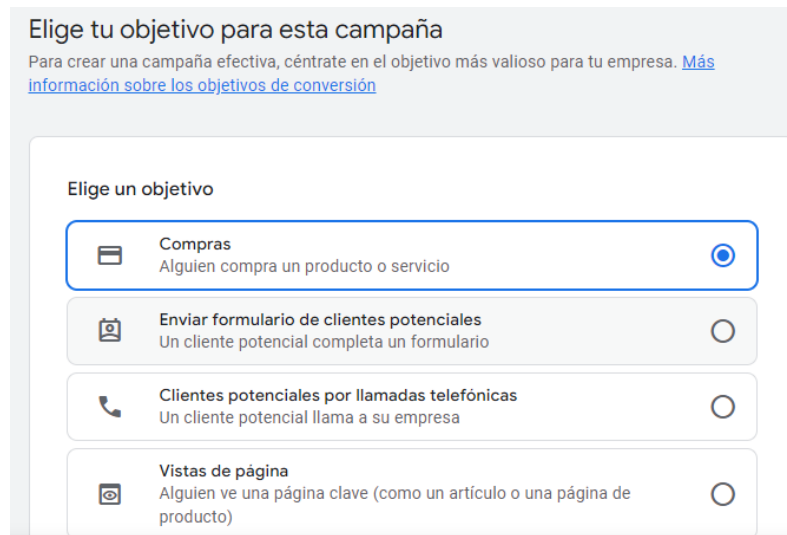 Elige tu objetivo para esta campaña
Para crear una campaña efectiva, céntrate en el objetivo más valioso para tu empresa. Más
información sobre los objetivos de conversión
Elige un objetivo
Compras
Alguien compra un producto o servicio
Enviar formulario de clientes potenciales
Un cliente potencial completa un formulario
Clientes potenciales por llamadas telefónicas
Un cliente potencial llama a su empresa
Vistas de página
Alguien ve una página clave (como un artículo o una página de
producto)